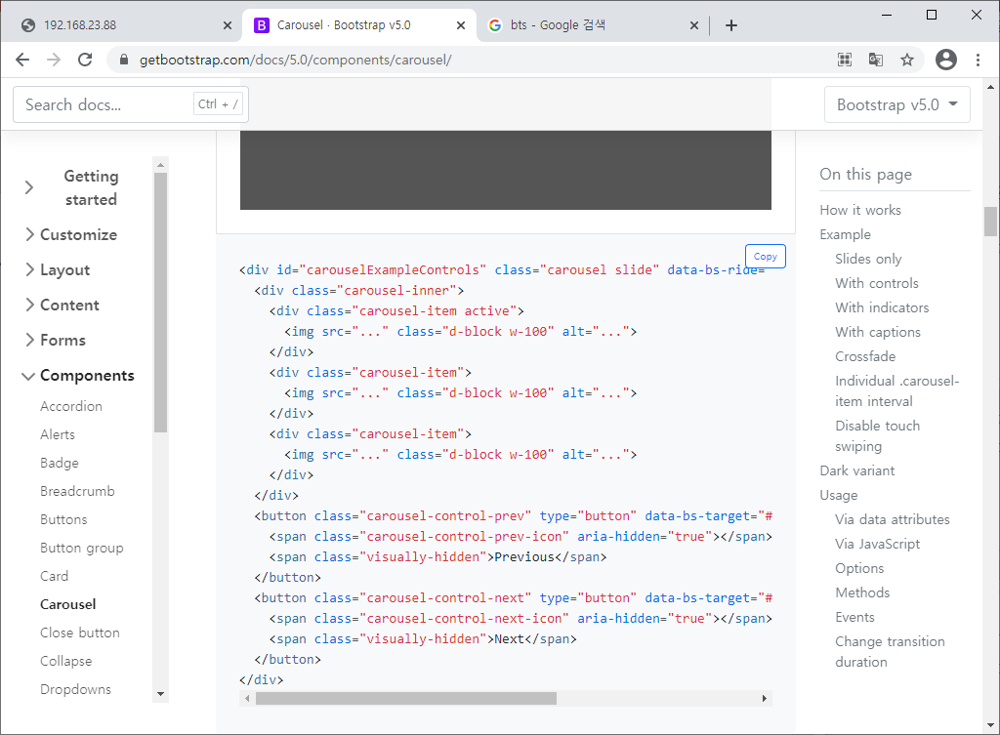 192.168.23.88
Carousel · Bootstrap v5.0
bts - Google 검색
getbootstrap.com/docs/5.0/components/carousel/
Search docs...
Ctrl + /
Bootstrap v5.0
Getting
started
Customize
Layout
Content
Forms
Components
Accordion
Alerts
Badge
Breadcrumb
Buttons
Button group
Card
Carousel
Close button
Collapse
Dropdowns
Copy
<div id="carouselExampleControls" class="carousel slide" data-bs-ride=
  <div class="carousel-inner">
    <div class="carousel-item active">
      <img src="..." class="d-block w-100" alt="...">
    </div>
    <div class="carousel-item">
      <img src="..." class="d-block w-100" alt="...">
    </div>
    <div class="carousel-item">
      <img src="..." class="d-block w-100" alt="...">
    </div>
  </div>
  <button class="carousel-control-prev" type="button" data-bs-target="#
    <span class="carousel-control-prev-icon" aria-hidden="true"></span>
    <span class="visually-hidden">Previous</span>
  </button>
  <button class="carousel-control-next" type="button" data-bs-target="#
    <span class="carousel-control-next-icon" aria-hidden="true"></span>
    <span class="visually-hidden">Next</span>
  </button>
</div>
On this page
How it works
Example
Slides only
With controls
With indicators
With captions
Crossfade
Individual .carousel-
item interval
Disable touch
swiping
Dark variant
Usage
Via data attributes
Via JavaScript
Options
Methods
Events
Change transition
duration